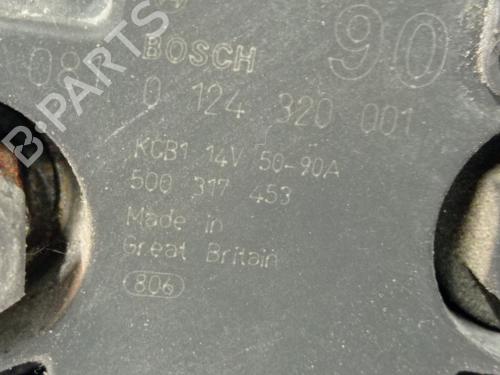 90
08
BOSCH
0 124 320 001
KCB1 14V 50-90A
500 317 453
Made in
Great Britain
806
B-PARTS